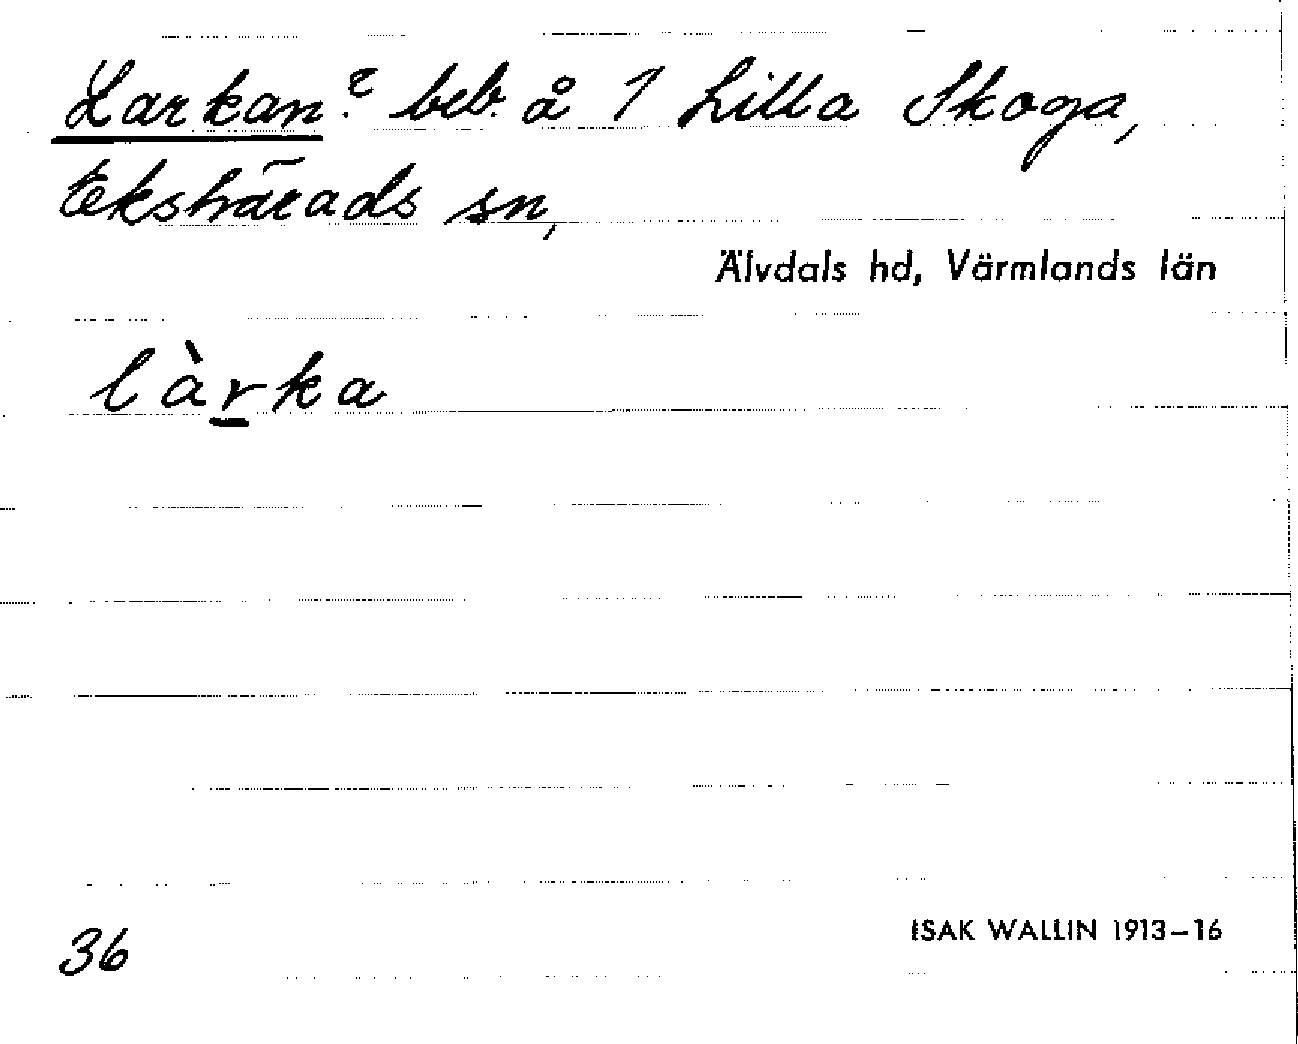 Larkan? beb. å 1 Lilla Skoga,
Ekshärads sn,
Älvdals hd, Värmlands län
làrka
36
ISAK WALLIN 1913–16